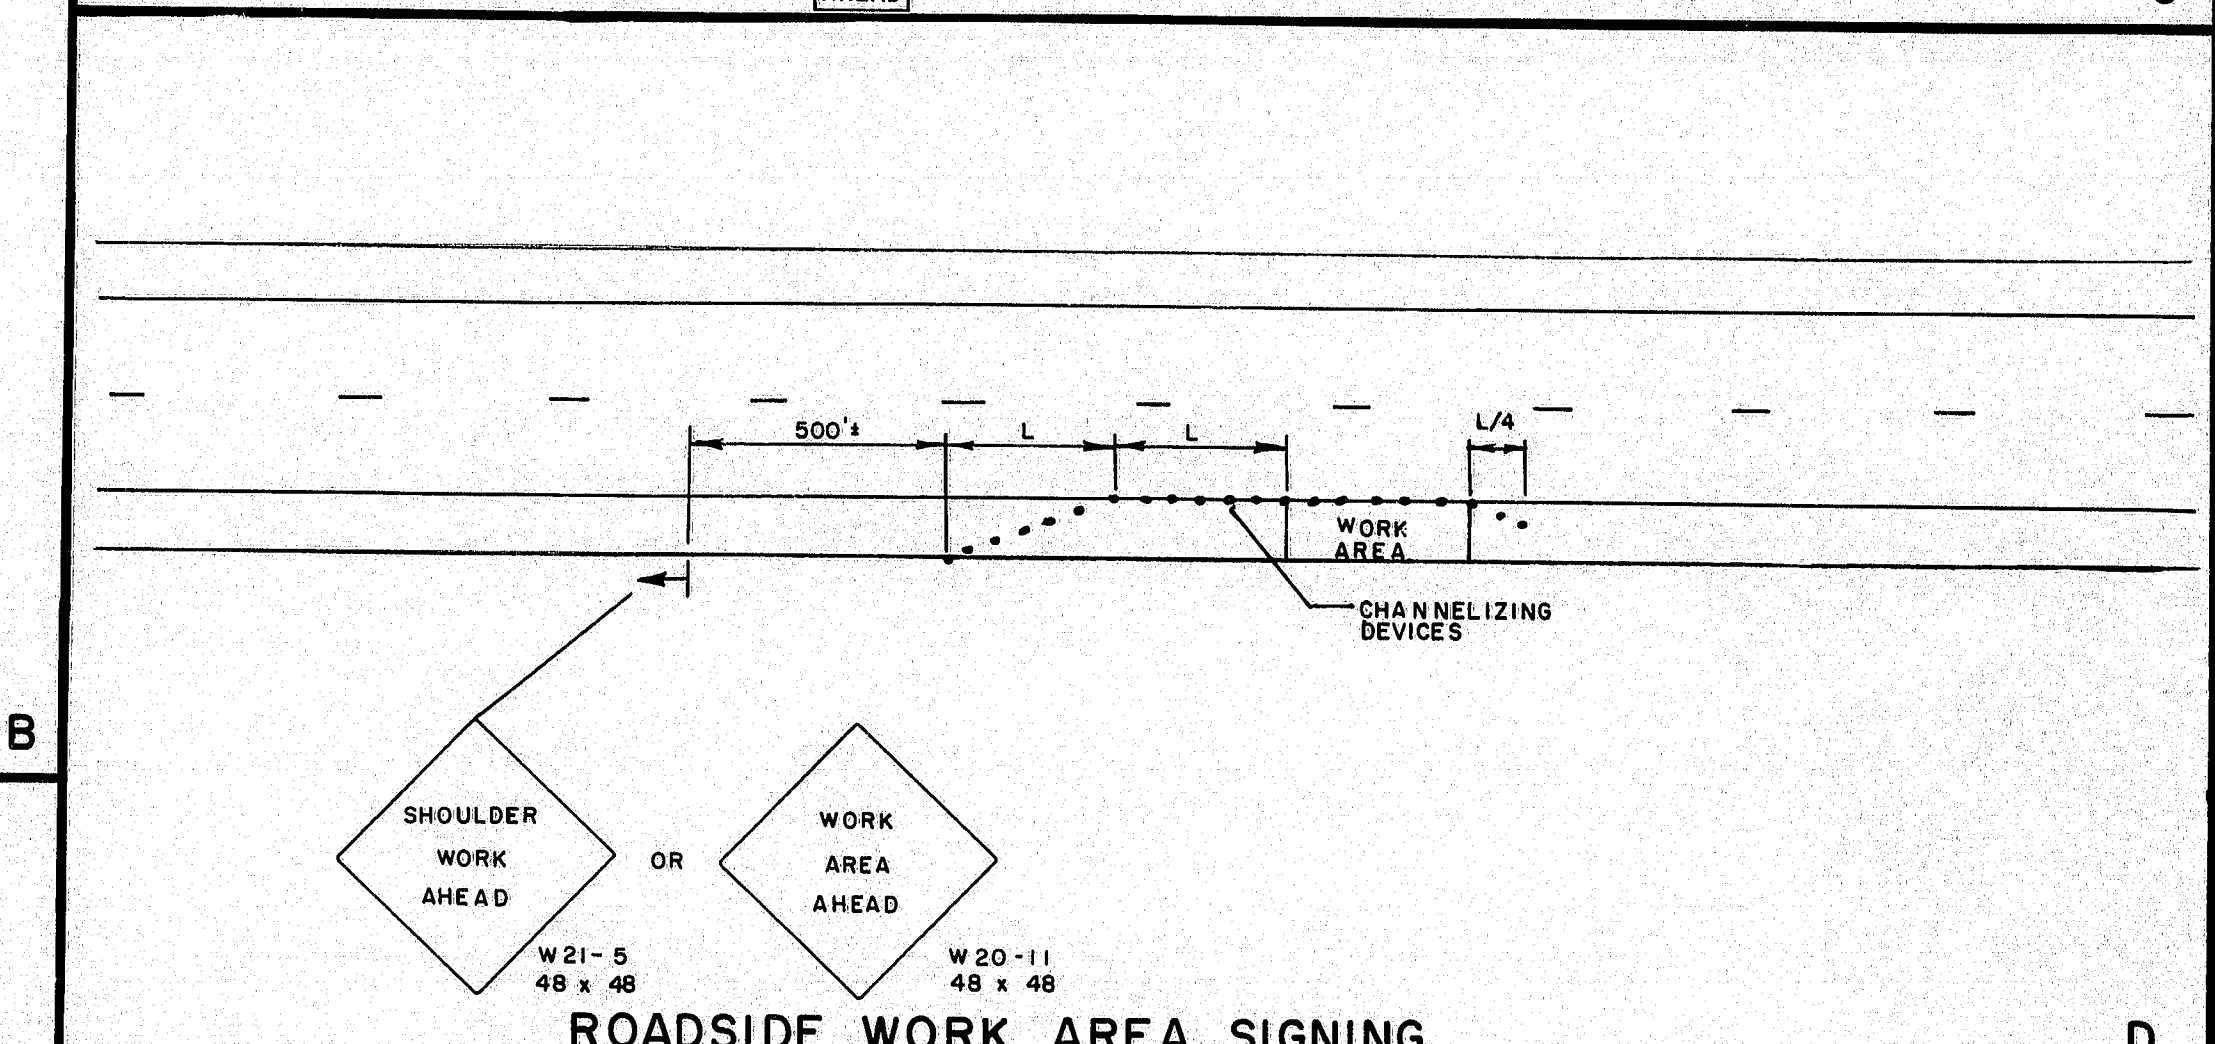 500'±
L
L
L/4
WORK
AREA
CHANNELIZING
DEVICES
B
SHOULDER
WORK
AHEAD
OR
WORK
AREA
AHEAD
W21-5
48 x 48
W20-11
48 x 48
ROADSIDE WORK AREA SIGNING
D